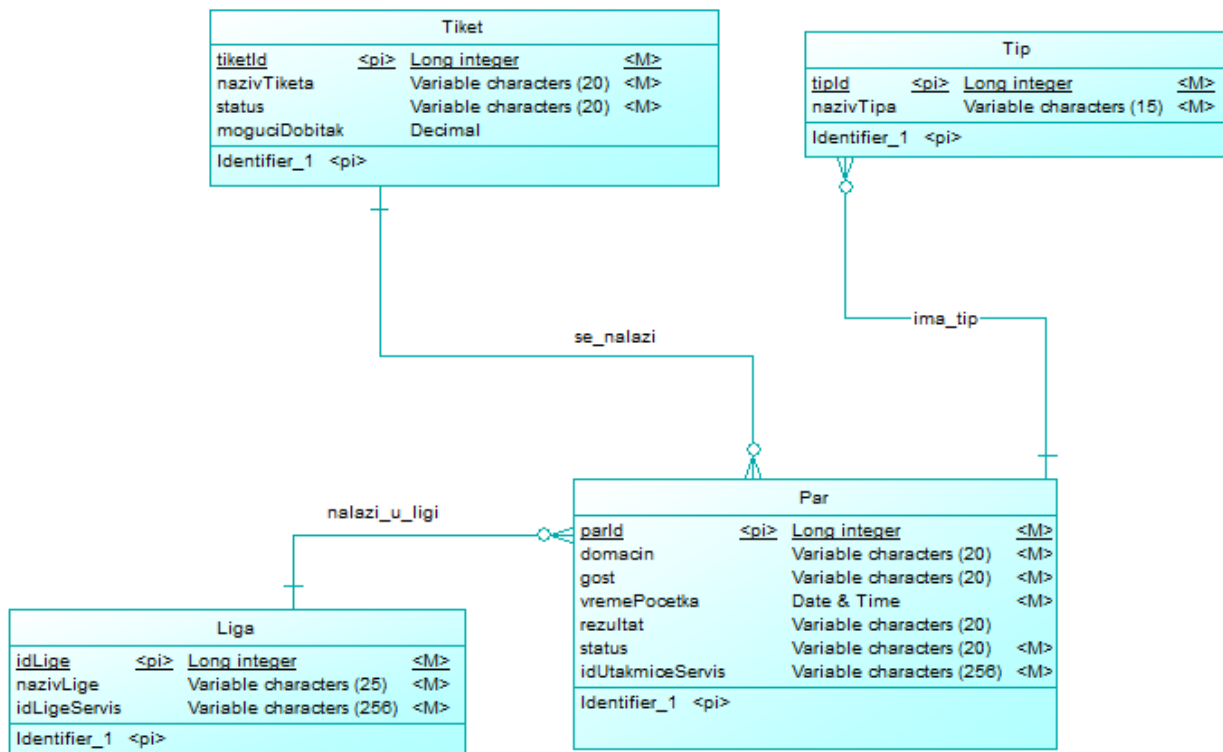 Tiket
tiketId <pi> Long integer <M>
nazivTiketa Variable characters (20) <M>
status Variable characters (20) <M>
moguciDobitak Decimal
Identifier_1 <pi>
Tip
tipId <pi> Long integer <M>
nazivTipa Variable characters (15) <M>
Identifier_1 <pi>
ima_tip
se_nalazi
nalazi_u_ligi
Par
parId <pi> Long integer <M>
domacin Variable characters (20) <M>
gost Variable characters (20) <M>
vremePocetka Date & Time <M>
rezultat Variable characters (20)
status Variable characters (20) <M>
idUtakmiceServis Variable characters (256) <M>
Identifier_1 <pi>
Liga
idLige <pi> Long integer <M>
nazivLige Variable characters (25) <M>
idLigeServis Variable characters (256) <M>
Identifier_1 <pi>